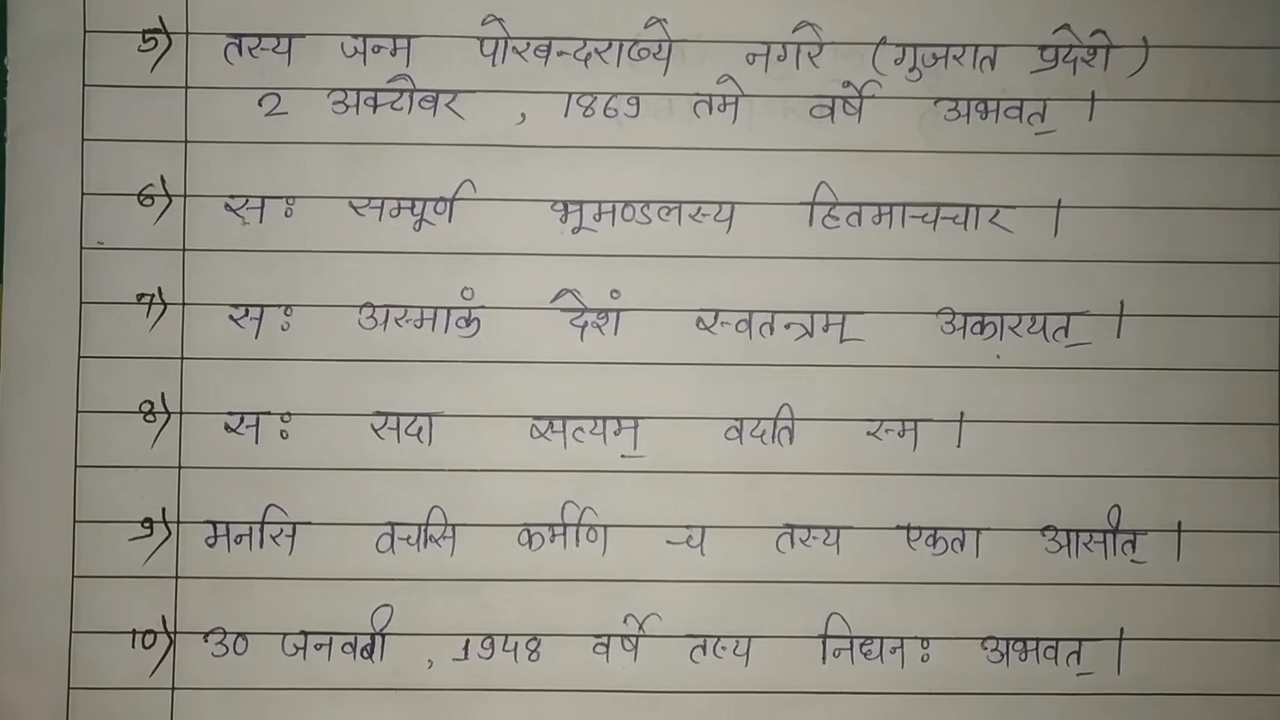 5) तस्य जन्म पोरबन्दराख्ये नगरे (गुजरात प्रदेशे)
2 अक्टोबर , 1869 तमे वर्षे अभवत् ।
6) सः सम्पूर्ण भूमण्डलस्य हितमाचचार ।
7) सः अस्माकं देशं स्वतन्त्रम् अकारयत् ।
8) सः सदा सत्यम् वदति स्म ।
9) मनसि वचसि कर्मणि च तस्य एकता आसीत् ।
10) 30 जनवरी , 1948 वर्षे तस्य निधनः अभवत् ।